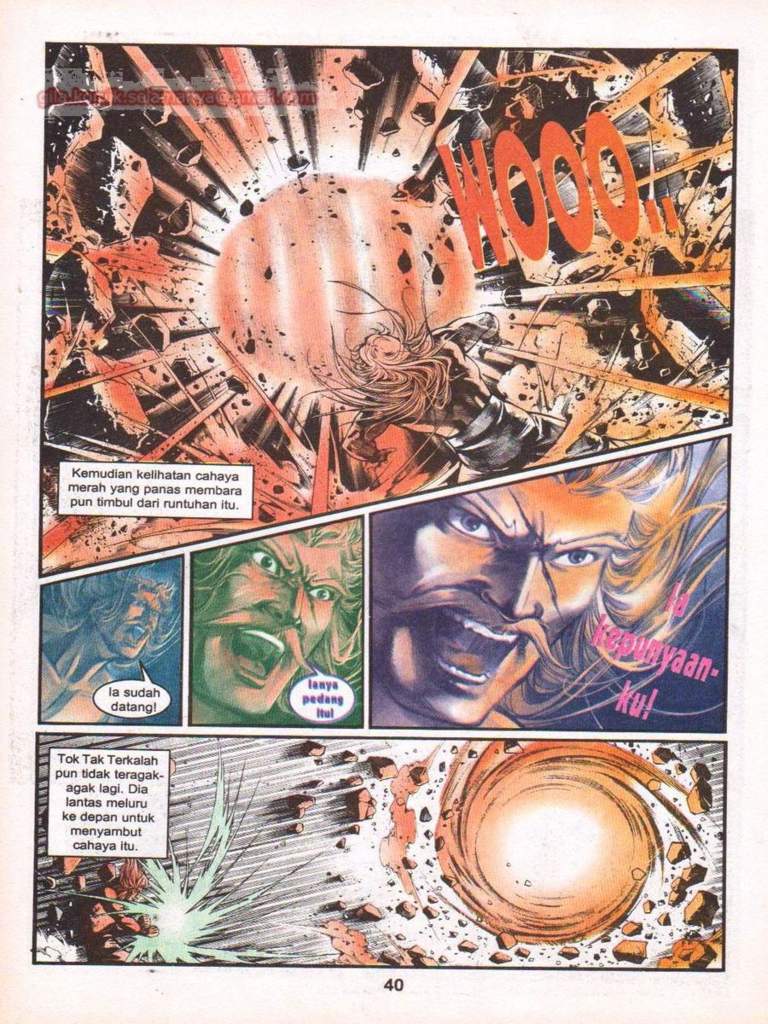 WOOO..
Kemudian kelihatan cahaya
merah yang panas membara
pun timbul dari runtuhan itu.
Ia sudah
datang!
Ianya
pedang
itu!
Ia
kepunyaan-
ku!
Tok Tak Terkalah
pun tidak teragak-
agak lagi. Dia
lantas meluru
ke depan untuk
menyambut
cahaya itu.
40